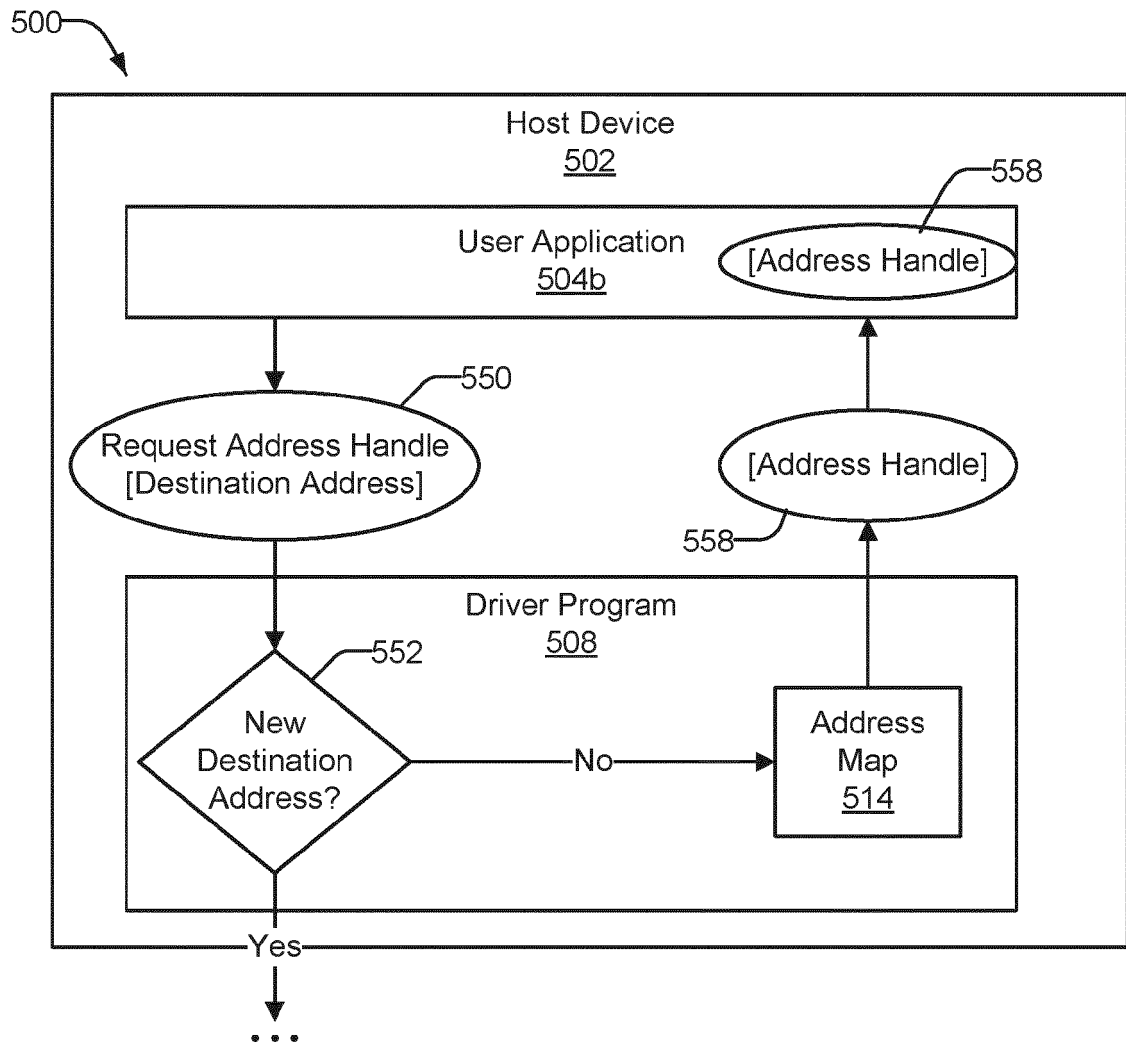 500
Host Device
502
558
User Application
504b
[Address Handle]
550
Request Address Handle
[Destination Address]
[Address Handle]
558
Driver Program
508
552
New
Destination
Address?
No
Address
Map
514
Yes
...